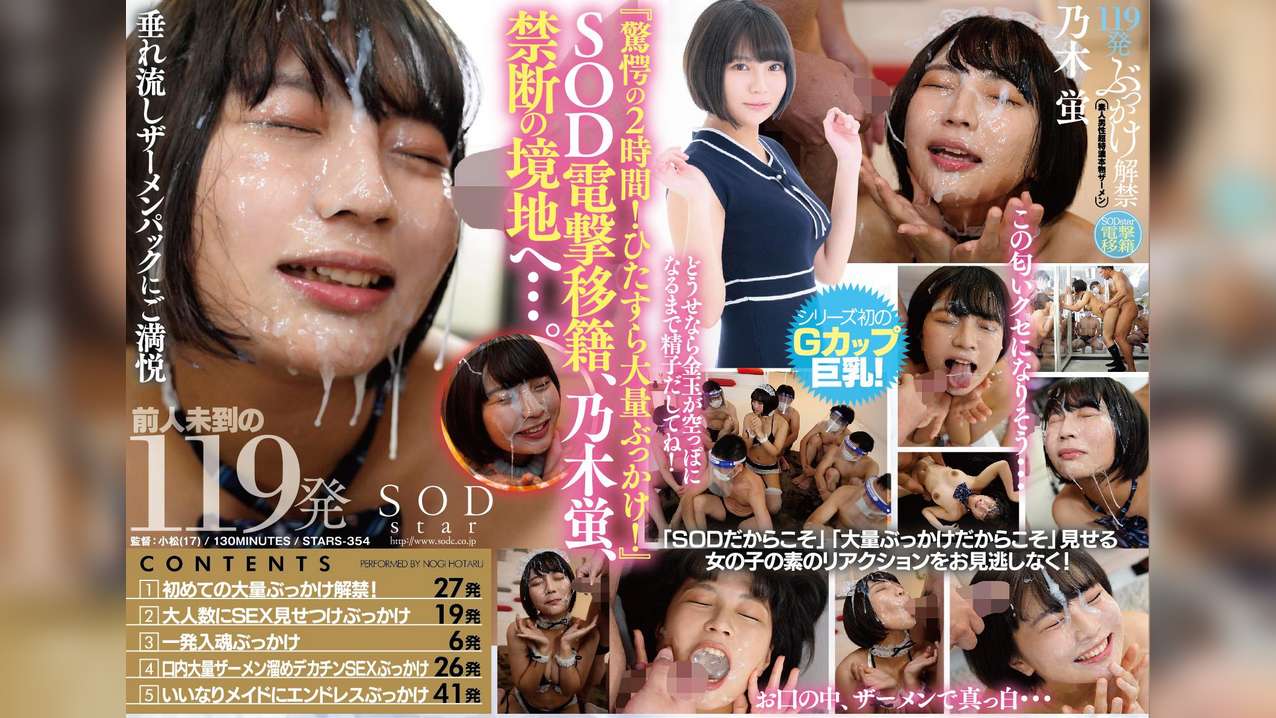 垂れ流しザーメンパックにご満悦
『驚愕の2時間！ひたすら大量ぶっかけ！』
SOD電撃移籍、乃木蛍、
禁断の境地へ‥‥。
前人未到の
119発
SOD
star
監督：小松(17) / 130MINUTES / STARS-354
http://www.sodc.co.jp
CONTENTS
PERFORMED BY NOGI HOTARU
1 初めての大量ぶっかけ解禁！ 27発
2 大人数にSEX見せつけぶっかけ 19発
3 一発入魂ぶっかけ 6発
4 口内大量ザーメン溜めデカチンSEXぶっかけ 26発
5 いいなりメイドにエンドレスぶっかけ 41発
119発
ぶっかけ解禁
乃木蛍
SODstar
電撃
移籍
シリーズ初の
Gカップ
巨乳！
どうせなら金玉が空っぽに
なるまで精子だしてね！
この匂いクセになりそう…
「SODだからこそ」「大量ぶっかけだからこそ」見せる
女の子の素のリアクションをお見逃しなく！
お口の中、ザーメンで真っ白・・・